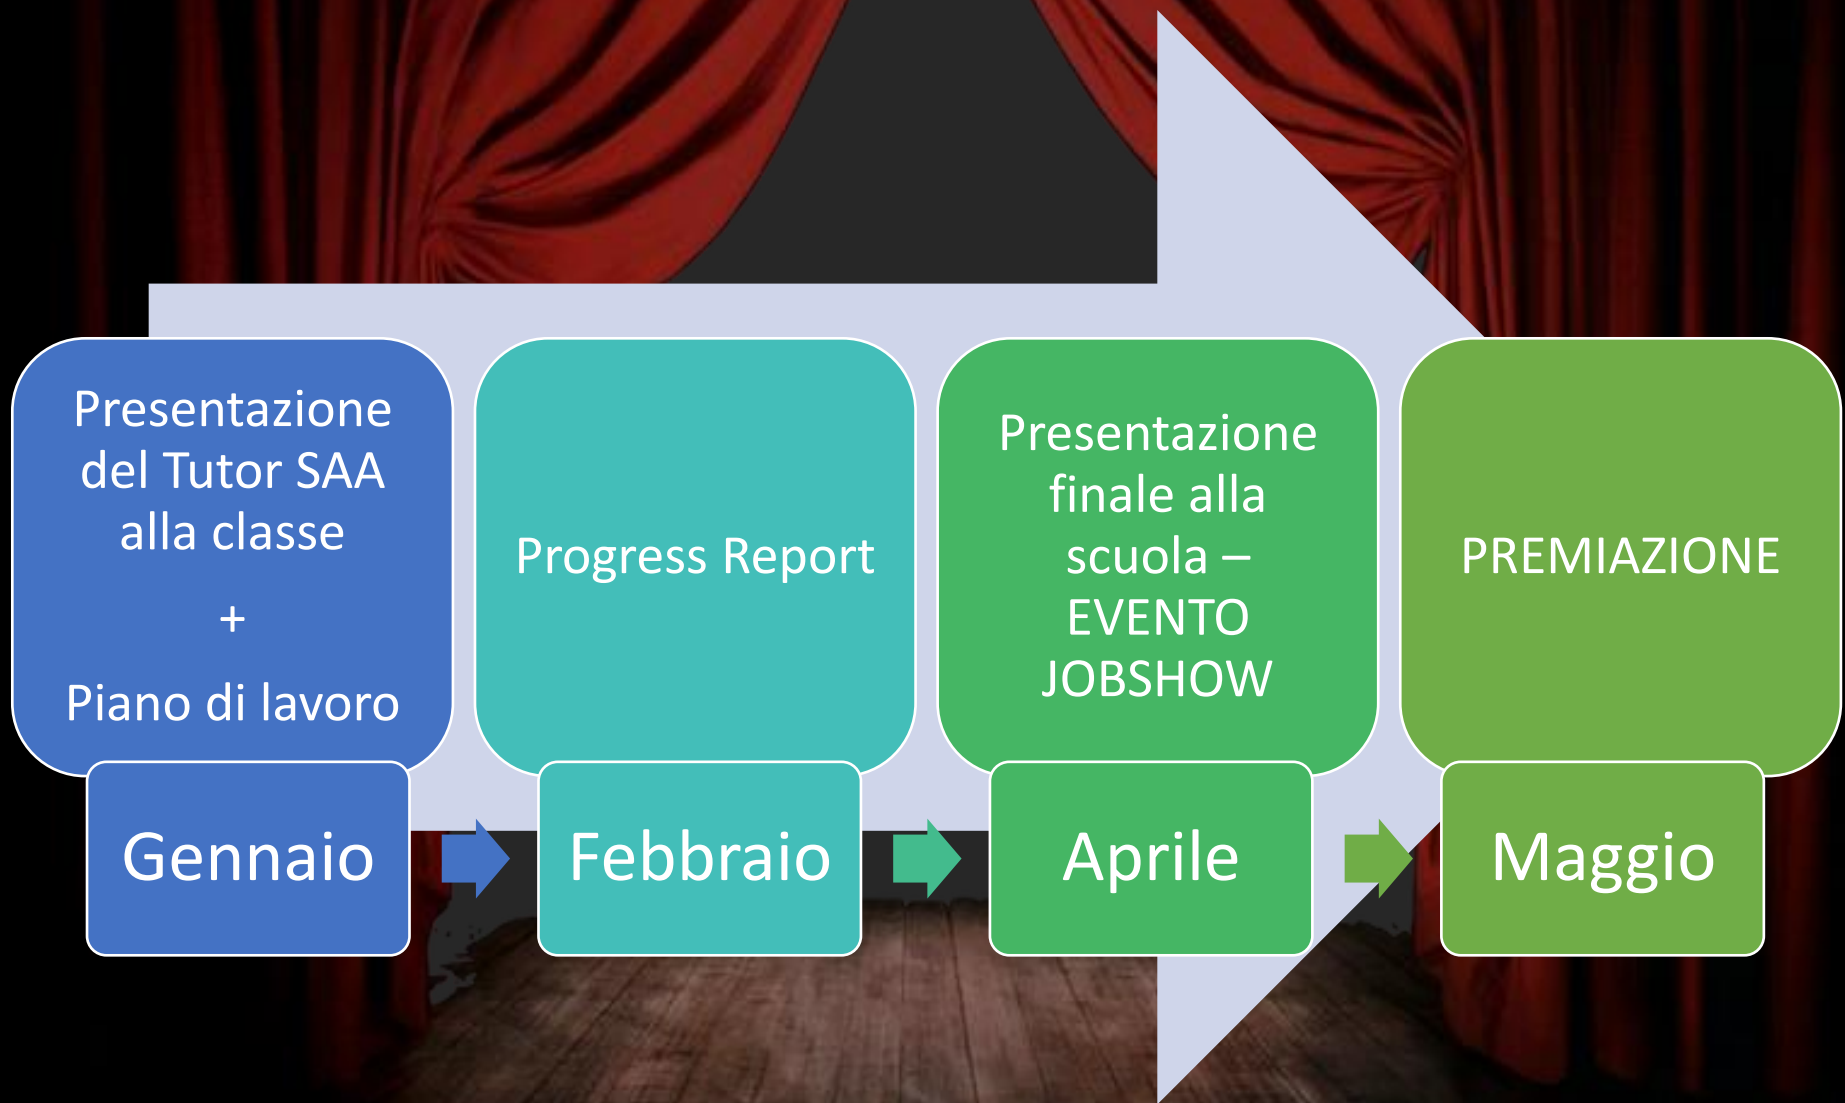 Presentazione
del Tutor SAA
alla classe
+
Piano di lavoro
Gennaio
Progress Report
Febbraio
Presentazione
finale alla
scuola –
EVENTO
JOBSHOW
Aprile
PREMIAZIONE
Maggio